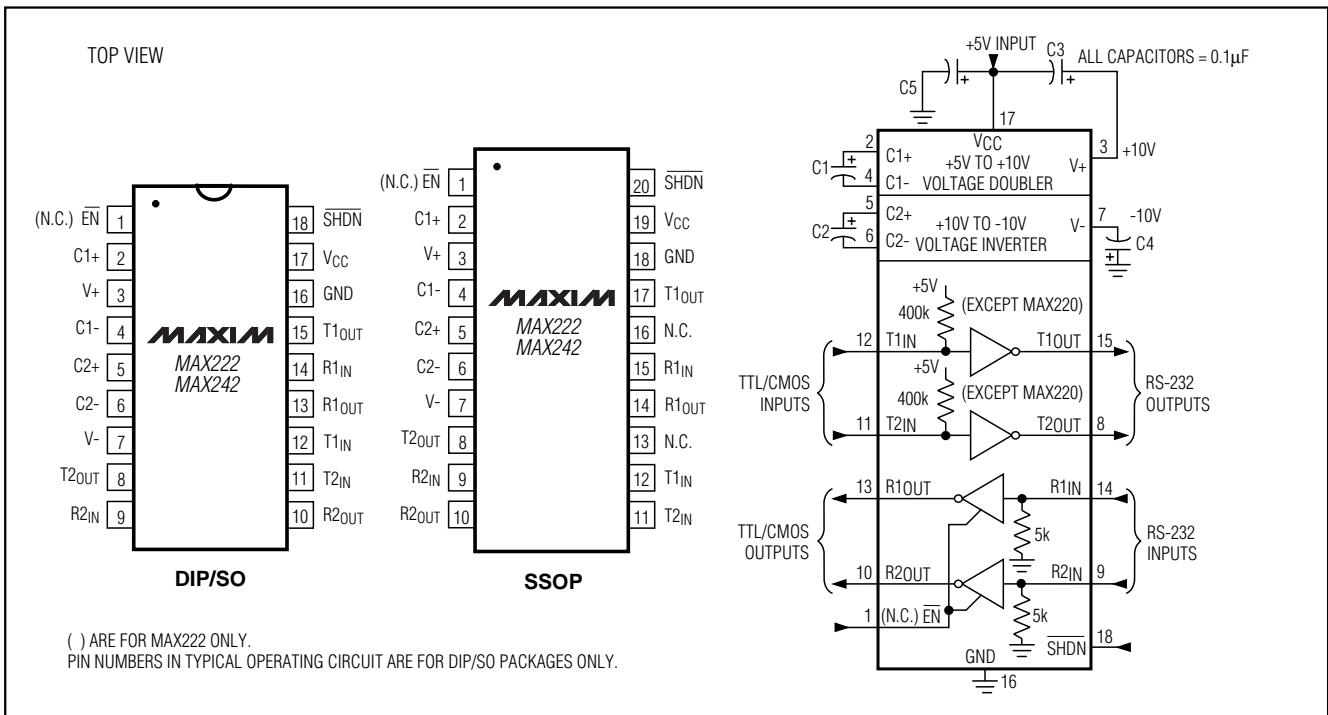 TOP VIEW
(N.C.) EN 1
C1+ 2
V+ 3
C1- 4
C2+ 5
C2- 6
V- 7
T2OUT 8
R2IN 9
18 SHDN
17 VCC
16 GND
15 T1OUT
14 R1IN
13 R1OUT
12 T1IN
11 T2IN
10 R2OUT
MAXIM
MAX222
MAX242
DIP/SO
(N.C.) EN 1
C1+ 2
V+ 3
C1- 4
C2+ 5
C2- 6
V- 7
T2OUT 8
R2IN 9
R2OUT 10
20 SHDN
19 VCC
18 GND
17 T1OUT
16 N.C.
15 R1IN
14 R1OUT
13 N.C.
12 T1IN
11 T2IN
MAXIM
MAX222
MAX242
SSOP
( ) ARE FOR MAX222 ONLY.
PIN NUMBERS IN TYPICAL OPERATING CIRCUIT ARE FOR DIP/SO PACKAGES ONLY.
+5V INPUT
C3
ALL CAPACITORS = 0.1µF
C5
+
+
17
VCC
2
C1+
+5V TO +10V
VOLTAGE DOUBLER
V+
3
+10V
C1
+
4
C1-
5
C2+
+10V TO -10V
VOLTAGE INVERTER
V-
7
-10V
C2
+
6
C2-
C4
+
+5V
400k
(EXCEPT MAX220)
12
T1IN
T1OUT
15
TTL/CMOS
INPUTS
+5V
400k
(EXCEPT MAX220)
RS-232
OUTPUTS
11
T2IN
T2OUT
8
13
R1OUT
R1IN
14
5k
TTL/CMOS
OUTPUTS
RS-232
INPUTS
10
R2OUT
R2IN
9
5k
1
(N.C.) EN
SHDN
18
GND
16